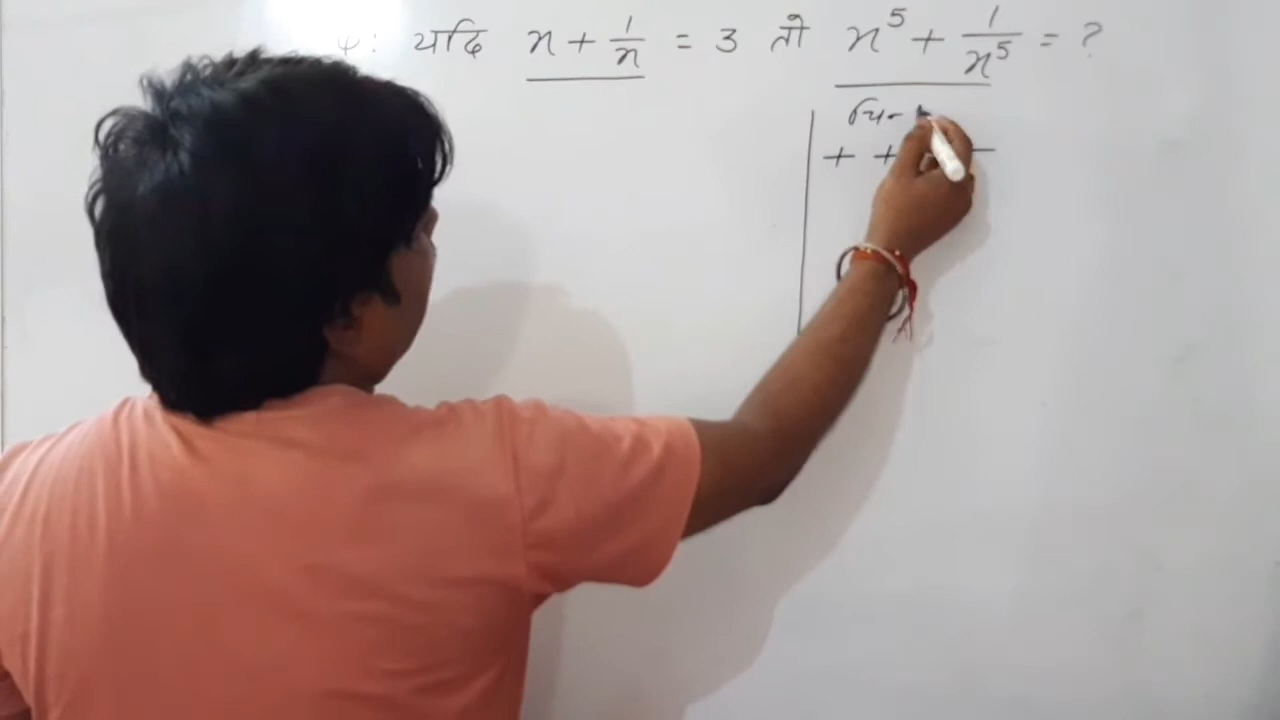 यदि x + 1/x = 3 तो x⁵ + 1/x⁵ = ?
+ +